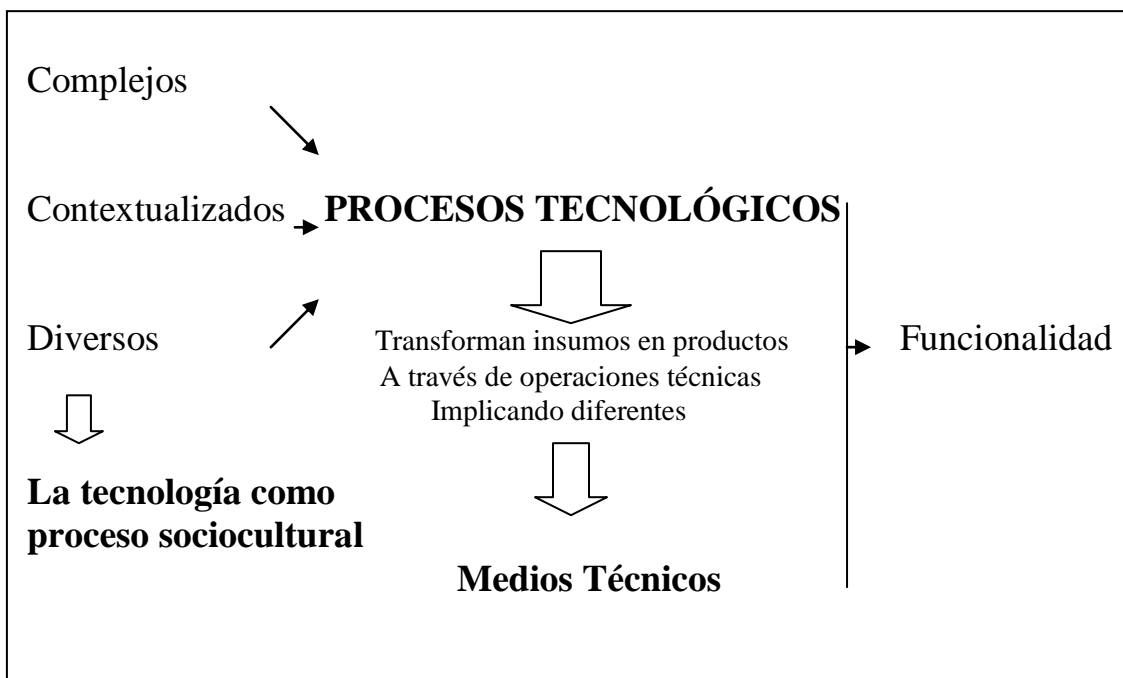 Complejos
Contextualizados
PROCESOS TECNOLÓGICOS
Diversos
Transforman insumos en productos
A través de operaciones técnicas
Implicando diferentes
Funcionalidad
La tecnología como
proceso sociocultural
Medios Técnicos